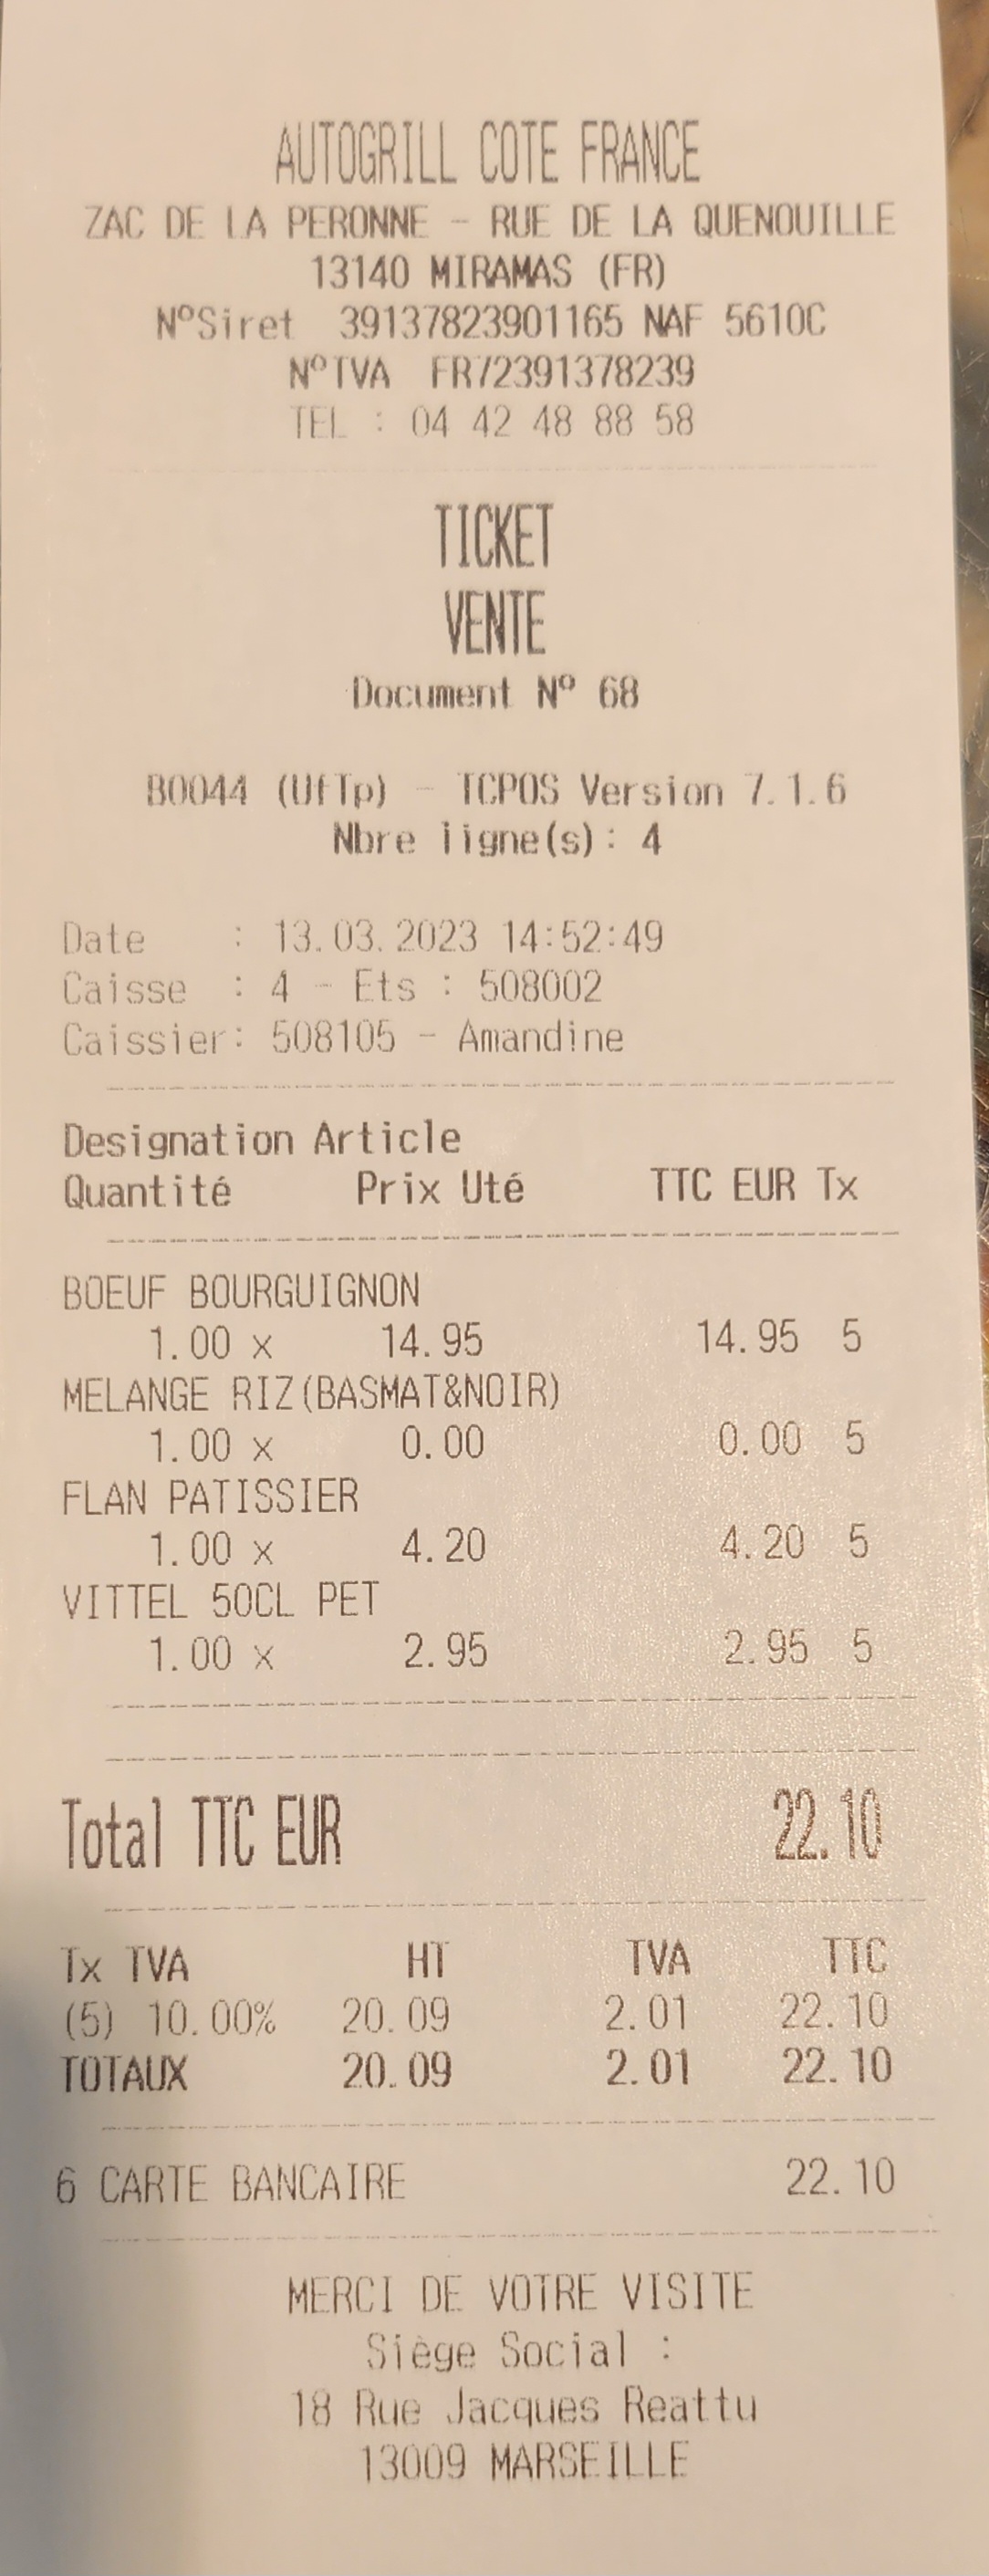 AUTOGRILL COTE FRANCE
ZAC DE LA PERONNE - RUE DE LA QUENOUILLE
13140 MIRAMAS (FR)
N°Siret 39137823901165 NAF 5610C
N°TVA FR72391378239
TEL : 04 42 48 88 58
TICKET
VENTE
Document Nº 68
B0044 (UfTp) - TCPOS Version 7.1.6
Nbre ligne(s): 4
Date : 13.03.2023 14:52:49
Caisse : 4 - Ets : 508002
Caissier: 508105 - Amandine
Designation Article
Quantité Prix Uté TTC EUR Tx
BOEUF BOURGUIGNON
1.00 x 14.95 14.95 5
MELANGE RIZ(BASMAT&NOIR)
1.00 x 0.00 0.00 5
FLAN PATISSIER
1.00 x 4.20 4.20 5
VITTEL 50CL PET
1.00 x 2.95 2.95 5
Total TTC EUR 22.10
Tx TVA HT TVA TTC
(5) 10.00% 20.09 2.01 22.10
TOTAUX 20.09 2.01 22.10
6 CARTE BANCAIRE 22.10
MERCI DE VOTRE VISITE
Siège Social :
18 Rue Jacques Reattu
13009 MARSEILLE